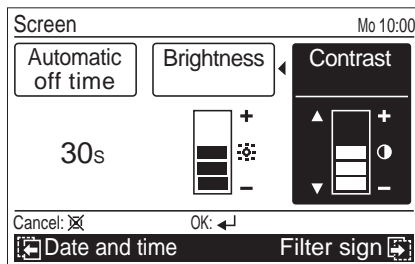 Screen Mo 10:00
Automatic off time
Brightness
Contrast
30s
+
-
+
-
Cancel: OK:
Date and time Filter sign